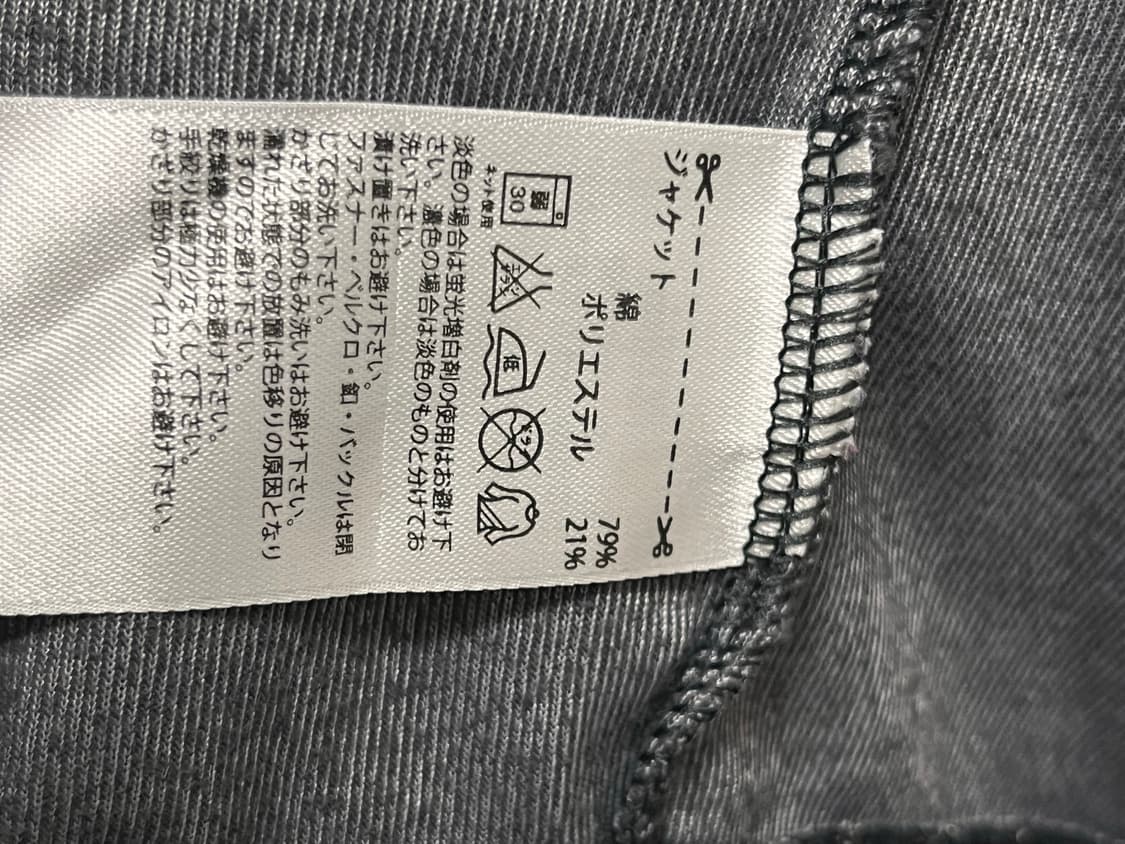 ジャケット
綿 79%
ポリエステル 21%
弱
30
ネット使用
エンソ
サラシ
低
ドライ
淡色の場合は蛍光増白剤の使用はお避け下
さい。濃色の場合は淡色のものと分けてお
洗い下さい。
漬け置きはお避け下さい。
ファスナー・ベルクロ・釦・バックルは閉
じてお洗い下さい。
かざり部分のもみ洗いはお避け下さい。
濡れた状態での放置は色移りの原因となり
ますのでお避け下さい。
乾燥機の使用はお避け下さい。
手絞りは極力少なくして下さい。
かざり部分のアイロンはお避け下さい。